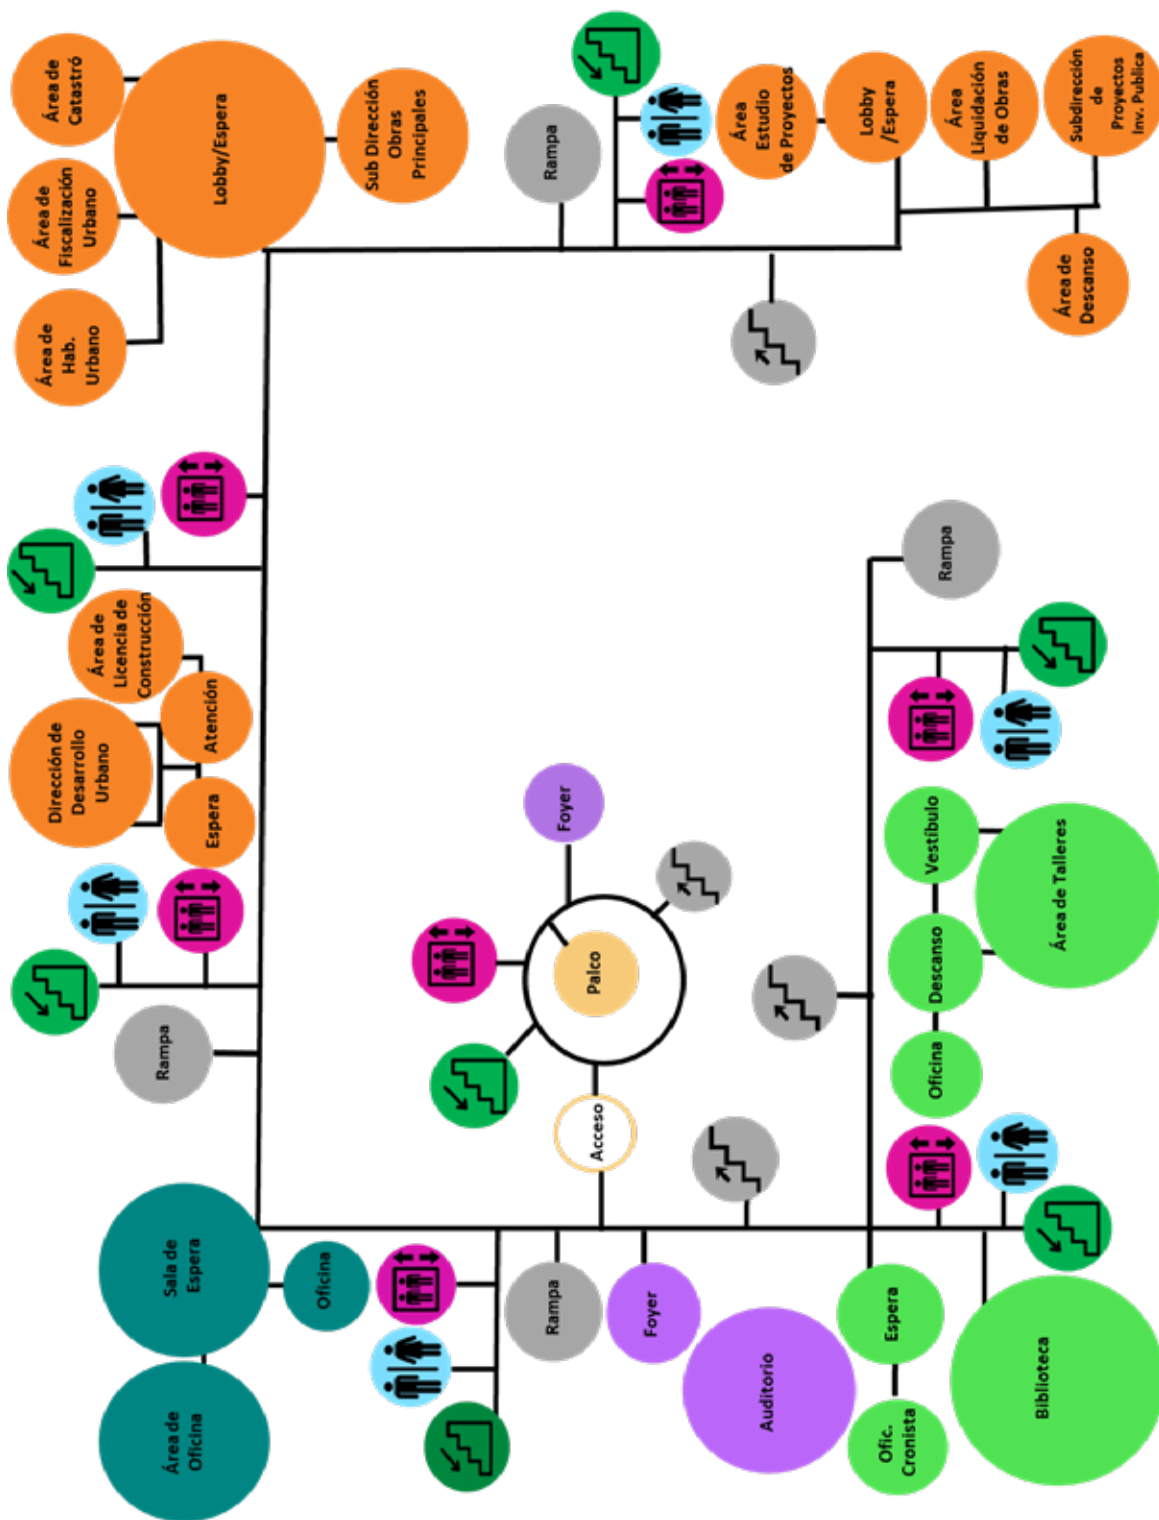 Dirección de
Desarrollo
Urbano
Área de
Hab.
Urbano
Área de
Fiscalización
Urbano
Área de
Catastró
Área de
Licencia de
Construcción
Área de
Oficina
Sala de
Espera
Rampa
Espera
Atención
Lobby/Espera
Oficina
Sub Dirección
Obras
Principales
Rampa
Foyer
Rampa
Acceso
Palco
Foyer
Auditorio
Área
Estudio
de Proyectos
Ofic.
Cronista
Espera
Lobby
/Espera
Oficina
Descanso
Vestíbulo
Rampa
Área
Liquidación
de Obras
Biblioteca
Área de Talleres
Área de
Descanso
Subdirección
de
Proyectos
Inv. Publica